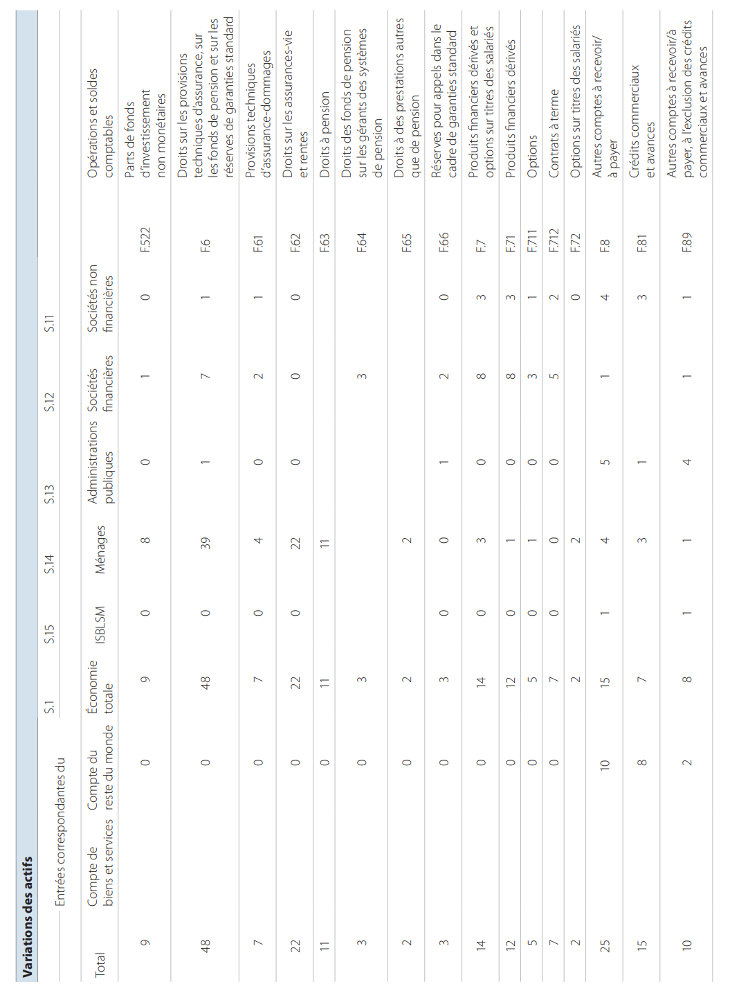 Variations des actifs
S.1 S.15 S.14 S.13 S.12 S.11
Entrées correspondantes du
Total
Compte de
biens et services
Compte du
reste du monde
Économie
totale
ISBLSM
Ménages
Administrations
publiques
Sociétés
financières
Sociétés non
financières
Opérations et soldes
comptables
9 0 9 0 8 0 1 0 F.522 Parts de fonds
d'investissement
non monétaires
48 0 48 0 39 1 7 1 F.6 Droits sur les provisions
techniques d'assurance, sur
les fonds de pension et sur les
réserves de garanties standard
7 0 7 0 4 0 2 1 F.61 Provisions techniques
d'assurance-dommages
22 0 22 0 22 0 0 0 F.62 Droits sur les assurances-vie
et rentes
11 0 11 11 F.63 Droits à pension
3 0 3 3 F.64 Droits des fonds de pension
sur les gérants des systèmes
de pension
2 0 2 2 F.65 Droits à des prestations autres
que de pension
3 0 3 0 0 1 2 0 F.66 Réserves pour appels dans le
cadre de garanties standard
14 0 14 0 3 0 8 3 F.7 Produits financiers dérivés et
options sur titres des salariés
12 0 12 0 1 0 8 3 F.71 Produits financiers dérivés
5 0 5 0 1 0 3 1 F.711 Options
7 0 7 0 0 0 5 2 F.712 Contrats à terme
2 2 2 0 F.72 Options sur titres des salariés
25 10 15 1 4 5 1 4 F.8 Autres comptes à recevoir/
à payer
15 8 7 3 1 3 F.81 Crédits commerciaux
et avances
10 2 8 1 1 4 1 1 F.89 Autres comptes à recevoir/à
payer, à l'exclusion des crédits
commerciaux et avances